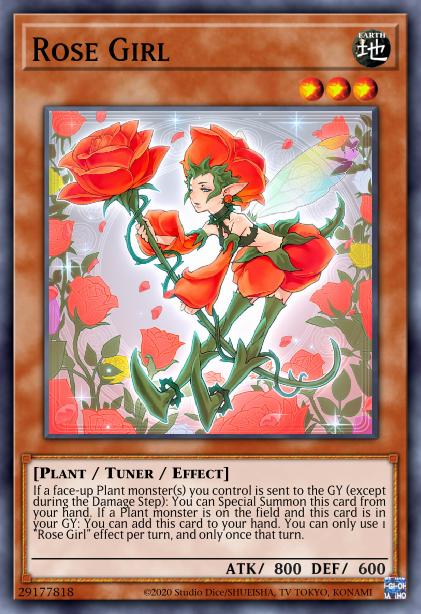 Rose Girl
EARTH
地
[Plant / Tuner / Effect]
If a face-up Plant monster(s) you control is sent to the GY (except
during the Damage Step): You can Special Summon this card from
your hand. If a Plant monster is on the field and this card is in
your GY: You can add this card to your hand. You can only use 1
"Rose Girl" effect per turn, and only once that turn.
ATK/ 800 DEF/ 600
29177818
©2020 Studio Dice/SHUEISHA, TV TOKYO, KONAMI